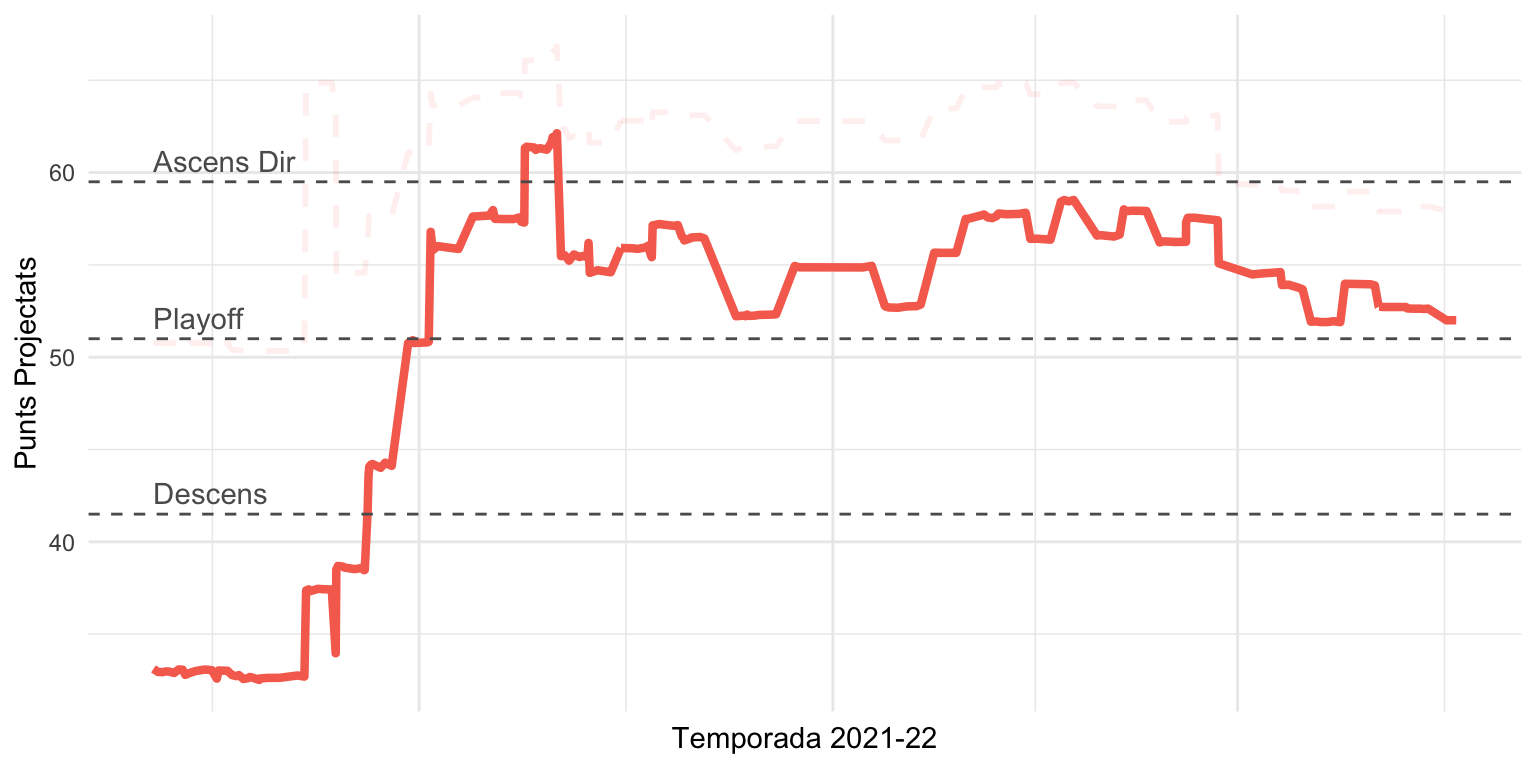 Ascens Dir
60
Playoff
50
Descens
40
Punts Projectats
Temporada 2021-22